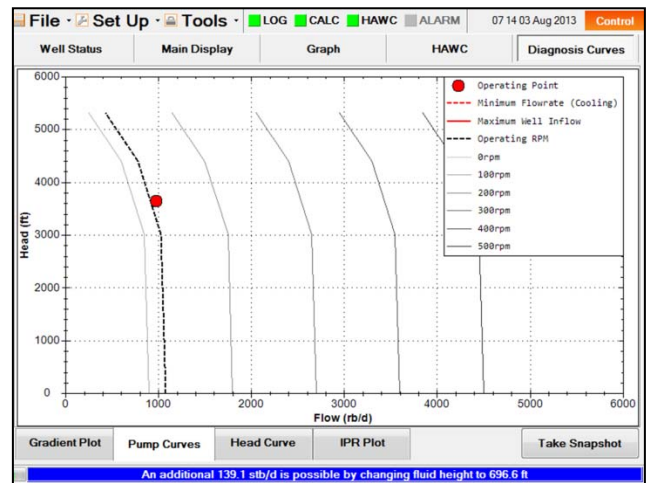 File · Set Up · Tools · LOG CALC HAWC ALARM 07 14 03 Aug 2013 Control
Well Status Main Display Graph HAWC Diagnosis Curves
6000
5000
4000
3000
2000
1000
0
Head (ft)
Operating Point
Minimum Flowrate (Cooling)
Maximum Well Inflow
Operating RPM
0rpm
100rpm
200rpm
300rpm
400rpm
500rpm
0 1000 2000 3000 4000 5000 6000
Flow (rb/d)
Gradient Plot Pump Curves Head Curve IPR Plot Take Snapshot
An additional 139.1 stb/d is possible by changing fluid height to 696.6 ft